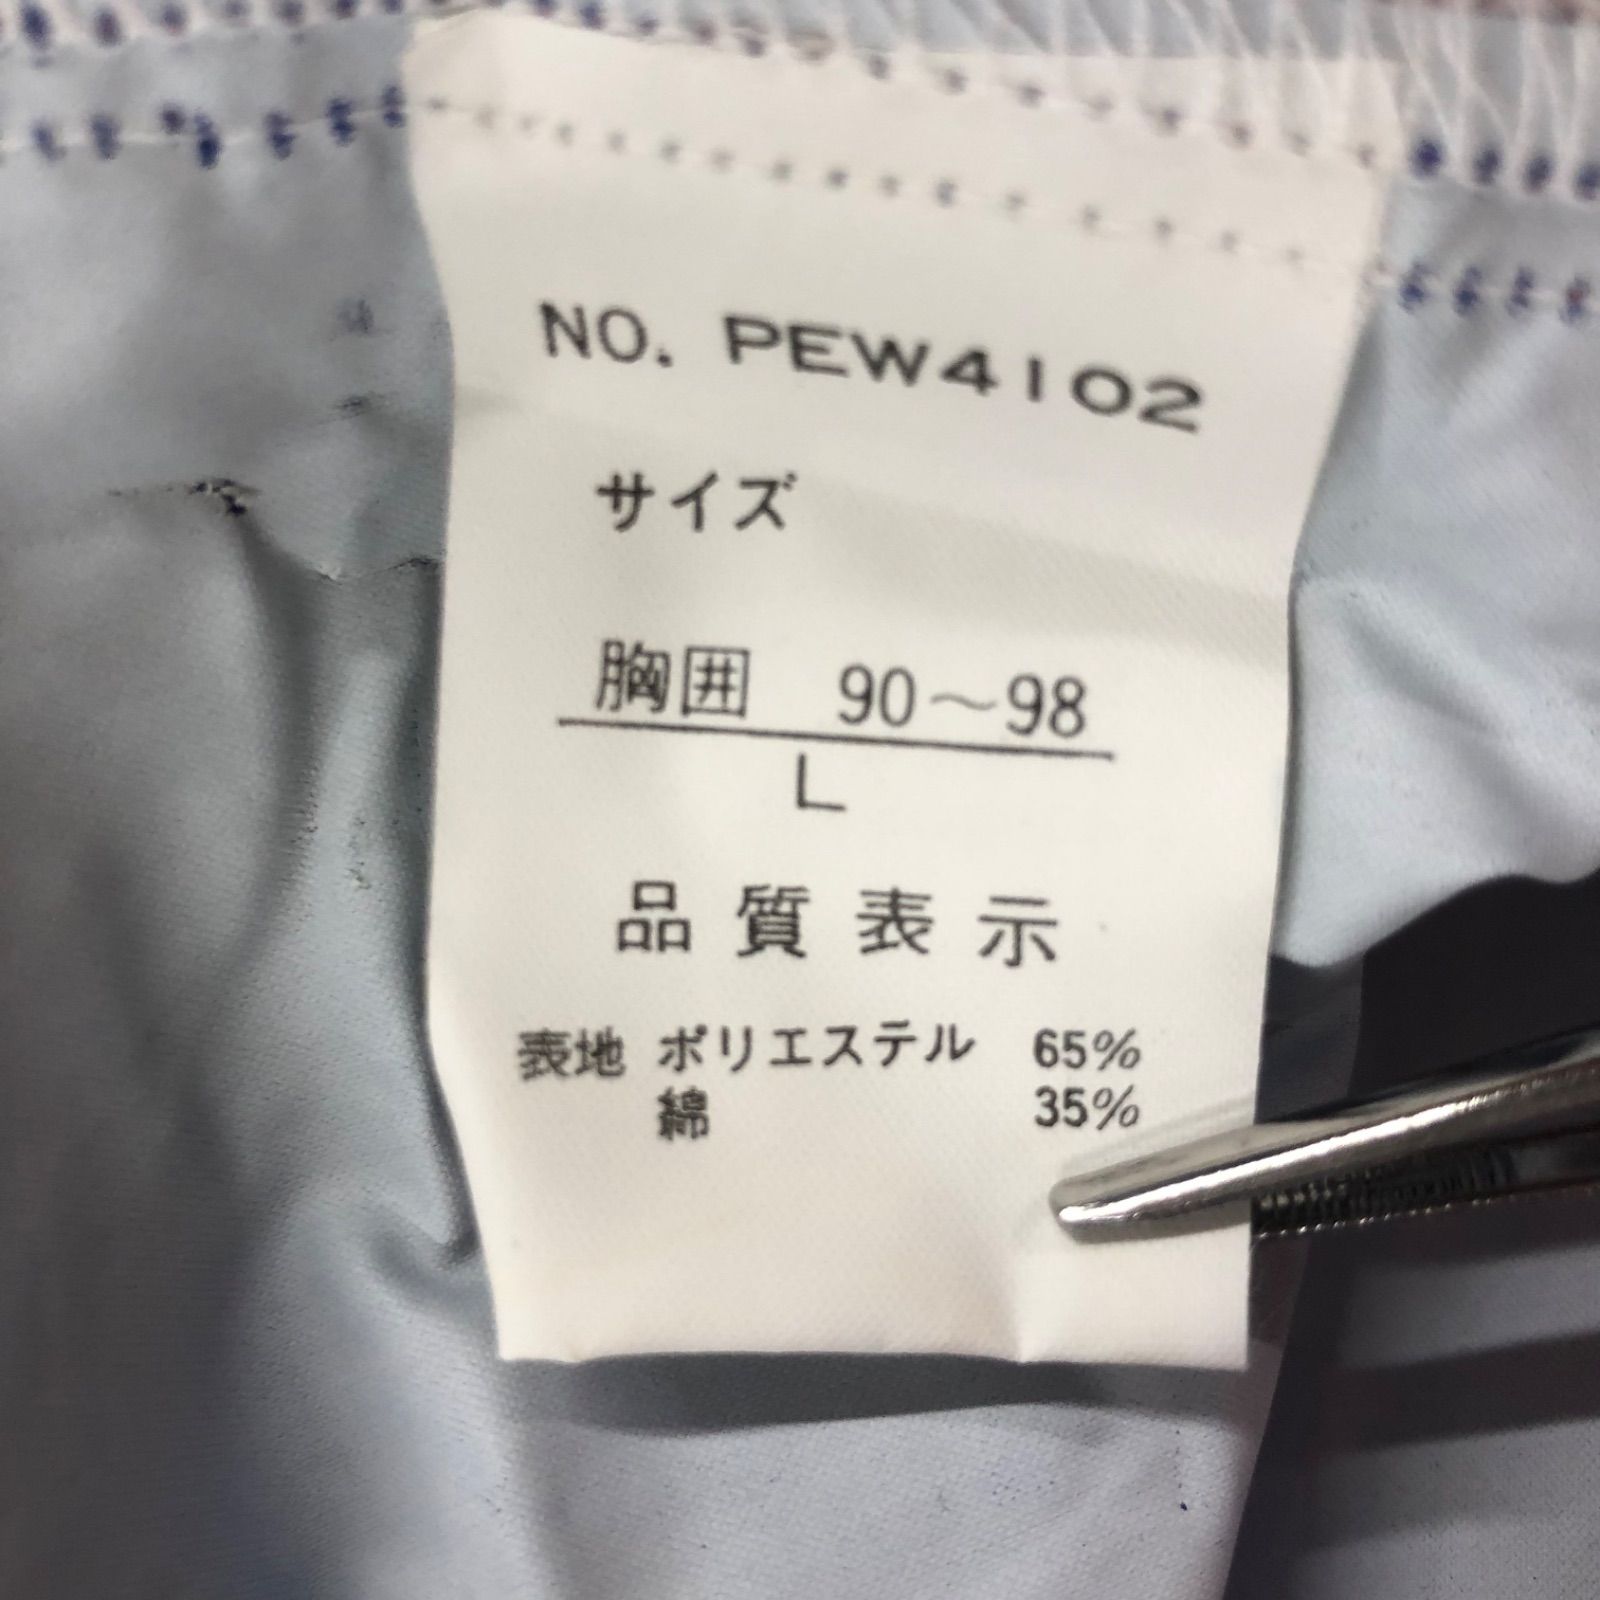 NO. PEW4102
サイズ
胸囲 90～98
L
品質表示
表地 ポリエステル 65%
綿 35%